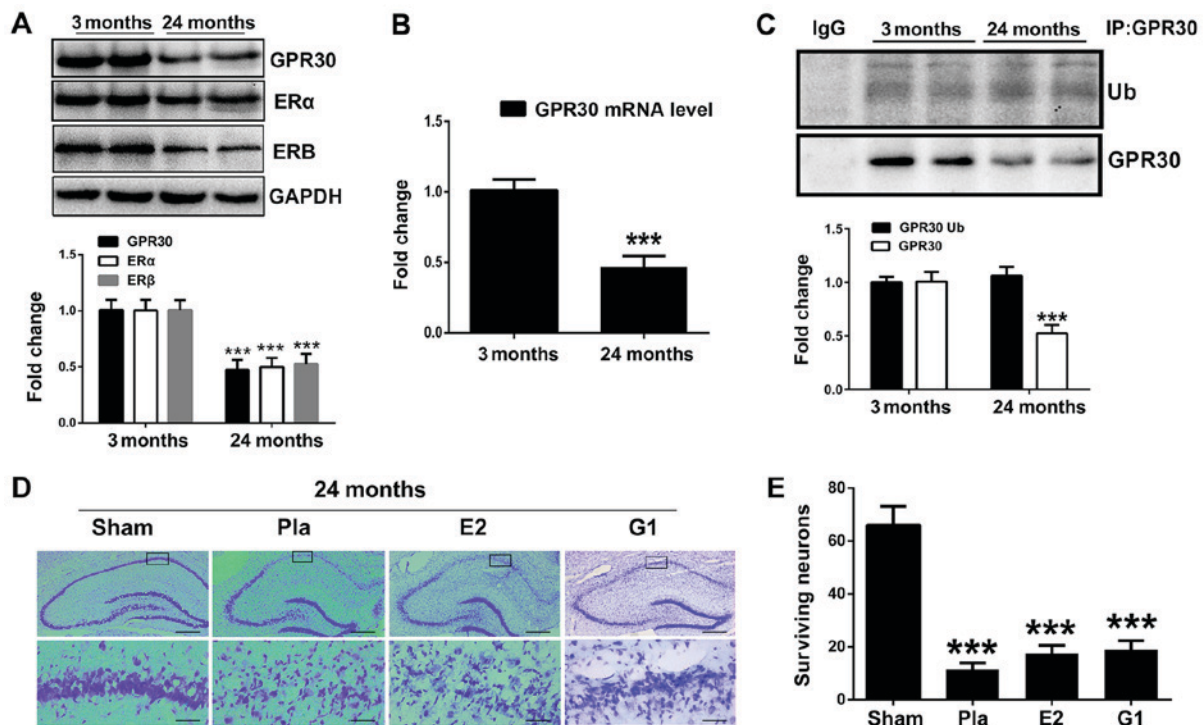 A
3 months 24 months
GPR30
ERα
ERB
GAPDH
GPR30
ERα
ERβ
Fold change
1.5
1.0
0.5
0.0
*** *** ***
3 months 24 months
B
GPR30 mRNA level
Fold change
1.5
1.0
0.5
0.0
***
3 months 24 months
C
IgG 3 months 24 months IP:GPR30
Ub
GPR30
GPR30 Ub
GPR30
Fold change
1.5
1.0
0.5
0.0
***
3 months 24 months
D
24 months
Sham Pla E2 G1
E
Surviving neurons
80
60
40
20
0
*** *** ***
Sham Pla E2 G1